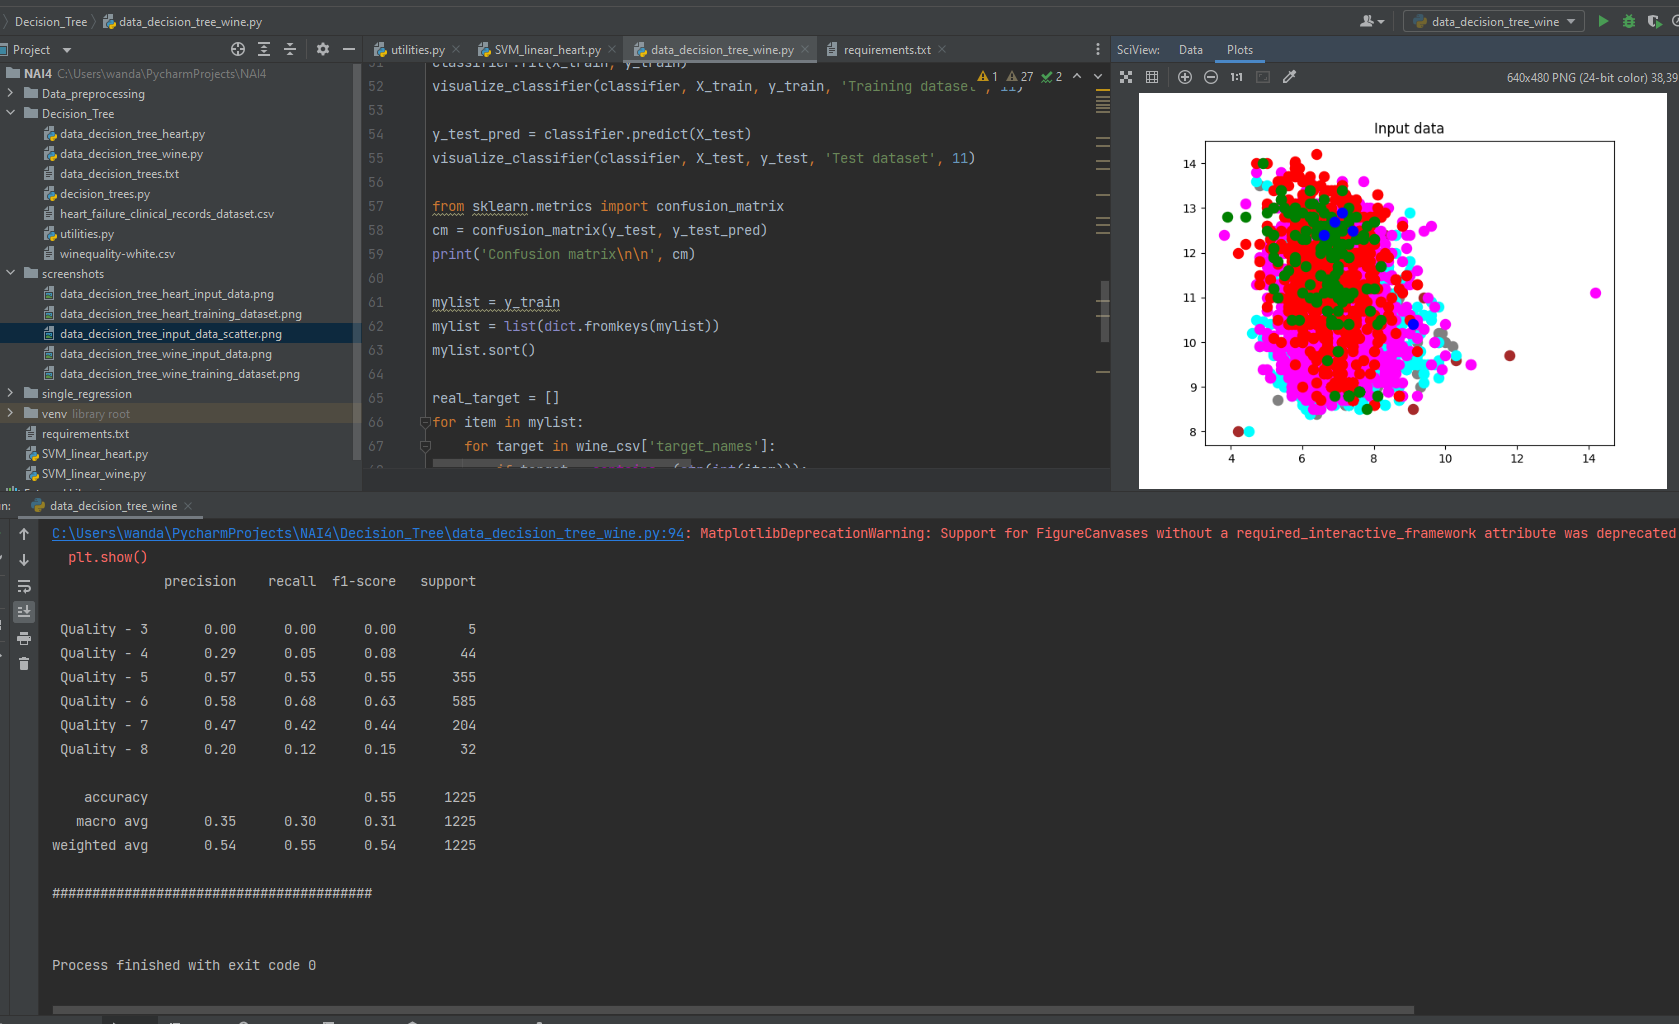 Decision_Tree
data_decision_tree_wine.py
data_decision_tree_wine
Project
utilities.py
SVM_linear_heart.py
data_decision_tree_wine.py
requirements.txt
SciView:
Data
Plots
NAI4 C:\Users\wanda\PycharmProjects\NAI4
Data_preprocessing
Decision_Tree
data_decision_tree_heart.py
data_decision_tree_wine.py
data_decision_trees.txt
decision_trees.py
heart_failure_clinical_records_dataset.csv
utilities.py
winequality-white.csv
screenshots
data_decision_tree_heart_input_data.png
data_decision_tree_heart_training_dataset.png
data_decision_tree_input_data_scatter.png
data_decision_tree_wine_input_data.png
data_decision_tree_wine_training_dataset.png
single_regression
venv library root
requirements.txt
SVM_linear_heart.py
SVM_linear_wine.py
51 classifier.fit(X_train, y_train)
1 27 2
52 visualize_classifier(classifier, X_train, y_train, 'Training dataset', 11)
53
54 y_test_pred = classifier.predict(X_test)
55 visualize_classifier(classifier, X_test, y_test, 'Test dataset', 11)
56
57 from sklearn.metrics import confusion_matrix
58 cm = confusion_matrix(y_test, y_test_pred)
59 print('Confusion matrix\n\n', cm)
60
61 mylist = y_train
62 mylist = list(dict.fromkeys(mylist))
63 mylist.sort()
64
65 real_target = []
66 for item in mylist:
67 for target in wine_csv['target_names']:
1:1
640x480 PNG (24-bit color) 38,39
Input data
14
13
12
11
10
9
8
4 6 8 10 12 14
data_decision_tree_wine
C:\Users\wanda\PycharmProjects\NAI4\Decision_Tree\data_decision_tree_wine.py:94: MatplotlibDeprecationWarning: Support for FigureCanvases without a required_interactive_framework attribute was deprecated
plt.show()
precision recall f1-score support
Quality - 3 0.00 0.00 0.00 5
Quality - 4 0.29 0.05 0.08 44
Quality - 5 0.57 0.53 0.55 355
Quality - 6 0.58 0.68 0.63 585
Quality - 7 0.47 0.42 0.44 204
Quality - 8 0.20 0.12 0.15 32
accuracy 0.55 1225
macro avg 0.35 0.30 0.31 1225
weighted avg 0.54 0.55 0.54 1225
########################################
Process finished with exit code 0